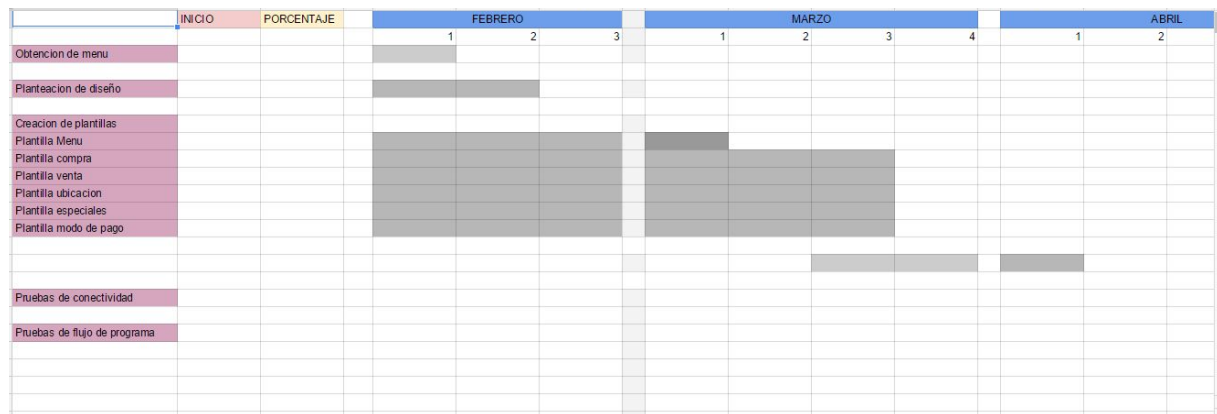 INICIO PORCENTAJE FEBRERO MARZO ABRIL
1 2 3 1 2 3 4 1 2
Obtencion de menu
Planteacion de diseño
Creacion de plantillas
Plantilla Menu
Plantilla compra
Plantilla venta
Plantilla ubicacion
Plantilla especiales
Plantilla modo de pago
Pruebas de conectividad
Pruebas de flujo de programa